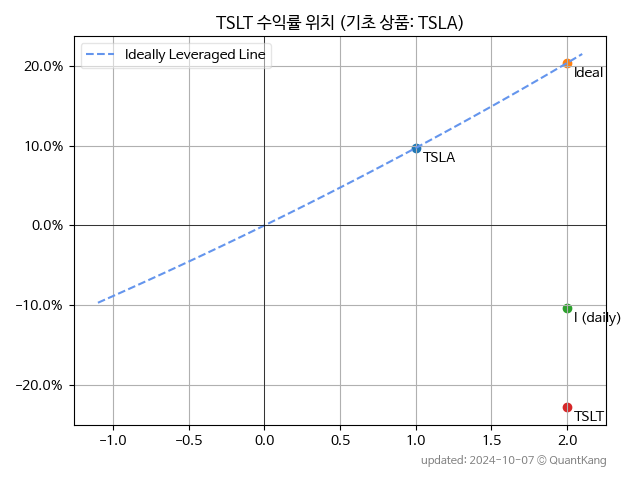 TSLT 수익률 위치 (기초 상품: TSLA)
Ideally Leveraged Line
20.0%
Ideal
10.0%
TSLA
0.0%
−10.0%
I (daily)
−20.0%
TSLT
−1.0 −0.5 0.0 0.5 1.0 1.5 2.0
updated: 2024-10-07 © QuantKang